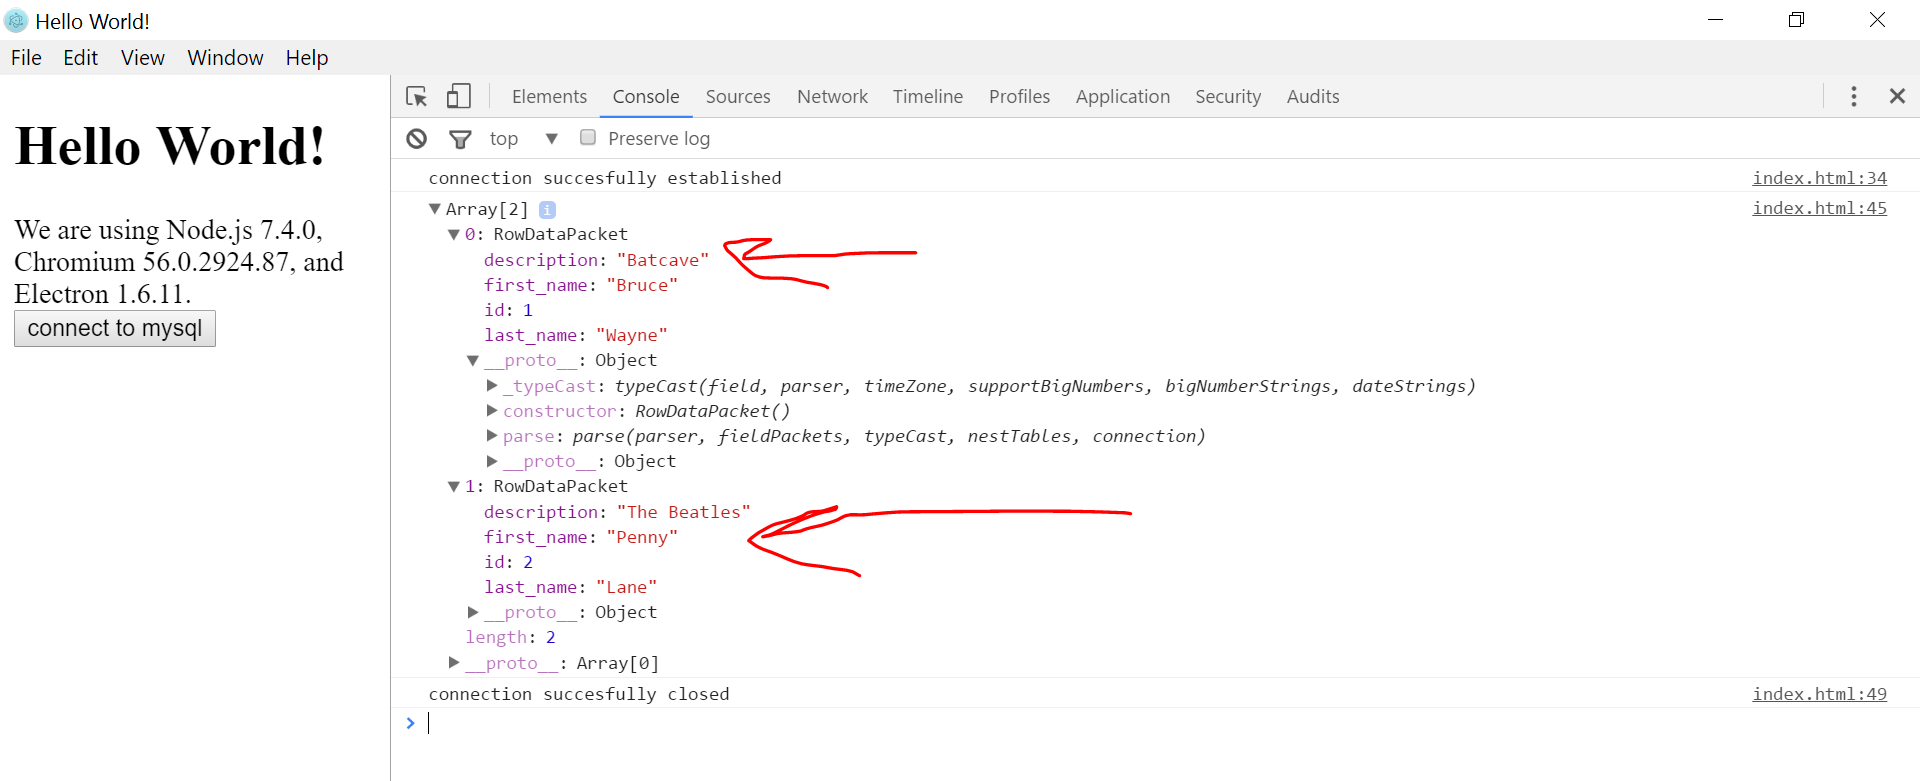 Hello World!
File Edit View Window Help
Hello World!
We are using Node.js 7.4.0,
Chromium 56.0.2924.87, and
Electron 1.6.11.
connect to mysql
Elements Console Sources Network Timeline Profiles Application Security Audits
top Preserve log
connection succesfully established index.html:34
Array[2] i index.html:45
0: RowDataPacket
description: "Batcave"
first_name: "Bruce"
id: 1
last_name: "Wayne"
__proto__: Object
_typeCast: typeCast(field, parser, timeZone, supportBigNumbers, bigNumberStrings, dateStrings)
constructor: RowDataPacket()
parse: parse(parser, fieldPackets, typeCast, nestTables, connection)
__proto__: Object
1: RowDataPacket
description: "The Beatles"
first_name: "Penny"
id: 2
last_name: "Lane"
__proto__: Object
length: 2
__proto__: Array[0]
connection succesfully closed index.html:49